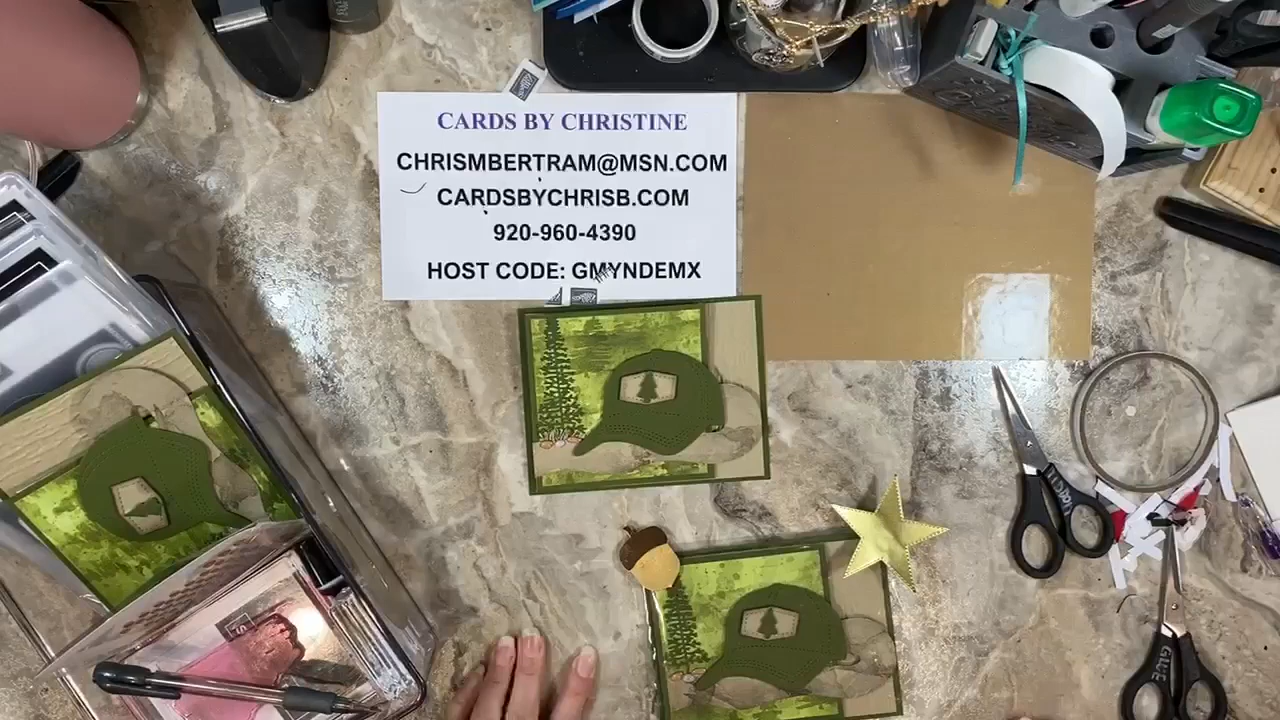 CARDS BY CHRISTINE
CHRISMBERTRAM@MSN.COM
CARDSBYCHRISB.COM
920-960-4390
HOST CODE: GMYNDEMX